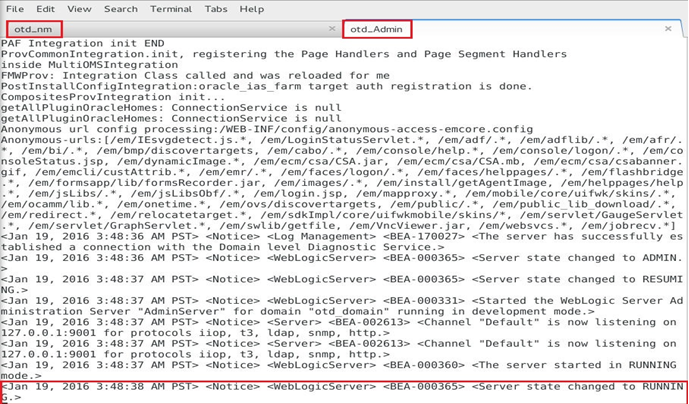 File Edit View Search Terminal Tabs Help
otd_nm × otd_Admin ×
PAF Integration init END
ProvCommonIntegration.init, registering the Page Handlers and Page Segment Handlers
inside MultiOMSIntegration
FMWProv: Integration Class called and was reloaded for me
PostInstallConfigIntegration:oracle_ias_farm target auth registration is done.
CompositesProvIntegration init...
getAllPluginOracleHomes: ConnectionService is null
getAllPluginOracleHomes: ConnectionService is null
Anonymous url config processing:/WEB-INF/config/anonymous-access-emcore.config
Anonymous-urls:[/em/IEsvgdetect.js.*, /em/LoginStatusServlet.*, /em/adf/.*, /em/adflib/.*, /em/afr/.
*, /em/bi/.*, /em/bmp/discovertargets, /em/cabo/.*, /em/console/help.*, /em/console/logon/.*, /em/co
nsoleStatus.jsp, /em/dynamicImage.*, /em/ecm/csa/CSA.jar, /em/ecm/csa/CSA.mb, /em/ecm/csa/csabanner.
gif, /em/emcli/custAttrib.*, /em/emr/.*, /em/faces/logon/.*, /em/faces/helppages/.*, /em/flashbridge
.*, /em/formsapp/lib/formsRecorder.jar, /em/images/.*, /em/install/getAgentImage, /em/helppages/help
.*, /em/jsLibs/.*, /em/jsLibsObf/.*, /em/login.jsp, /em/mapproxy.*, /em/mobile/core/uifwk/skins/.*,
/em/ocamm/lib.*, /em/onetime.*, /em/ovs/discovertargets, /em/public/.*, /em/public_lib_download/.*,
/em/redirect.*, /em/relocatetarget.*, /em/sdkImpl/core/uifwkmobile/skins/*, /em/servlet/GaugeServlet
.*, /em/servlet/GraphServlet.*, /em/swlib/getfile, /em/VncViewer.jar, /em/websvcs.*, /em/jobrecv.*]
<Jan 19, 2016 3:48:36 AM PST> <Notice> <Log Management> <BEA-170027> <The server has successfully es
tablished a connection with the Domain level Diagnostic Service.>
<Jan 19, 2016 3:48:36 AM PST> <Notice> <WebLogicServer> <BEA-000365> <Server state changed to ADMIN.
>
<Jan 19, 2016 3:48:37 AM PST> <Notice> <WebLogicServer> <BEA-000365> <Server state changed to RESUMI
NG.>
<Jan 19, 2016 3:48:37 AM PST> <Notice> <WebLogicServer> <BEA-000331> <Started the WebLogic Server Ad
ministration Server "AdminServer" for domain "otd_domain" running in development mode.>
<Jan 19, 2016 3:48:37 AM PST> <Notice> <Server> <BEA-002613> <Channel "Default" is now listening on
127.0.0.1:9001 for protocols iiop, t3, ldap, snmp, http.>
<Jan 19, 2016 3:48:37 AM PST> <Notice> <Server> <BEA-002613> <Channel "Default" is now listening on
127.0.0.1:9001 for protocols iiop, t3, ldap, snmp, http.>
<Jan 19, 2016 3:48:37 AM PST> <Notice> <WebLogicServer> <BEA-000360> <The server started in RUNNING
mode.>
<Jan 19, 2016 3:48:38 AM PST> <Notice> <WebLogicServer> <BEA-000365> <Server state changed to RUNNIN
G.>